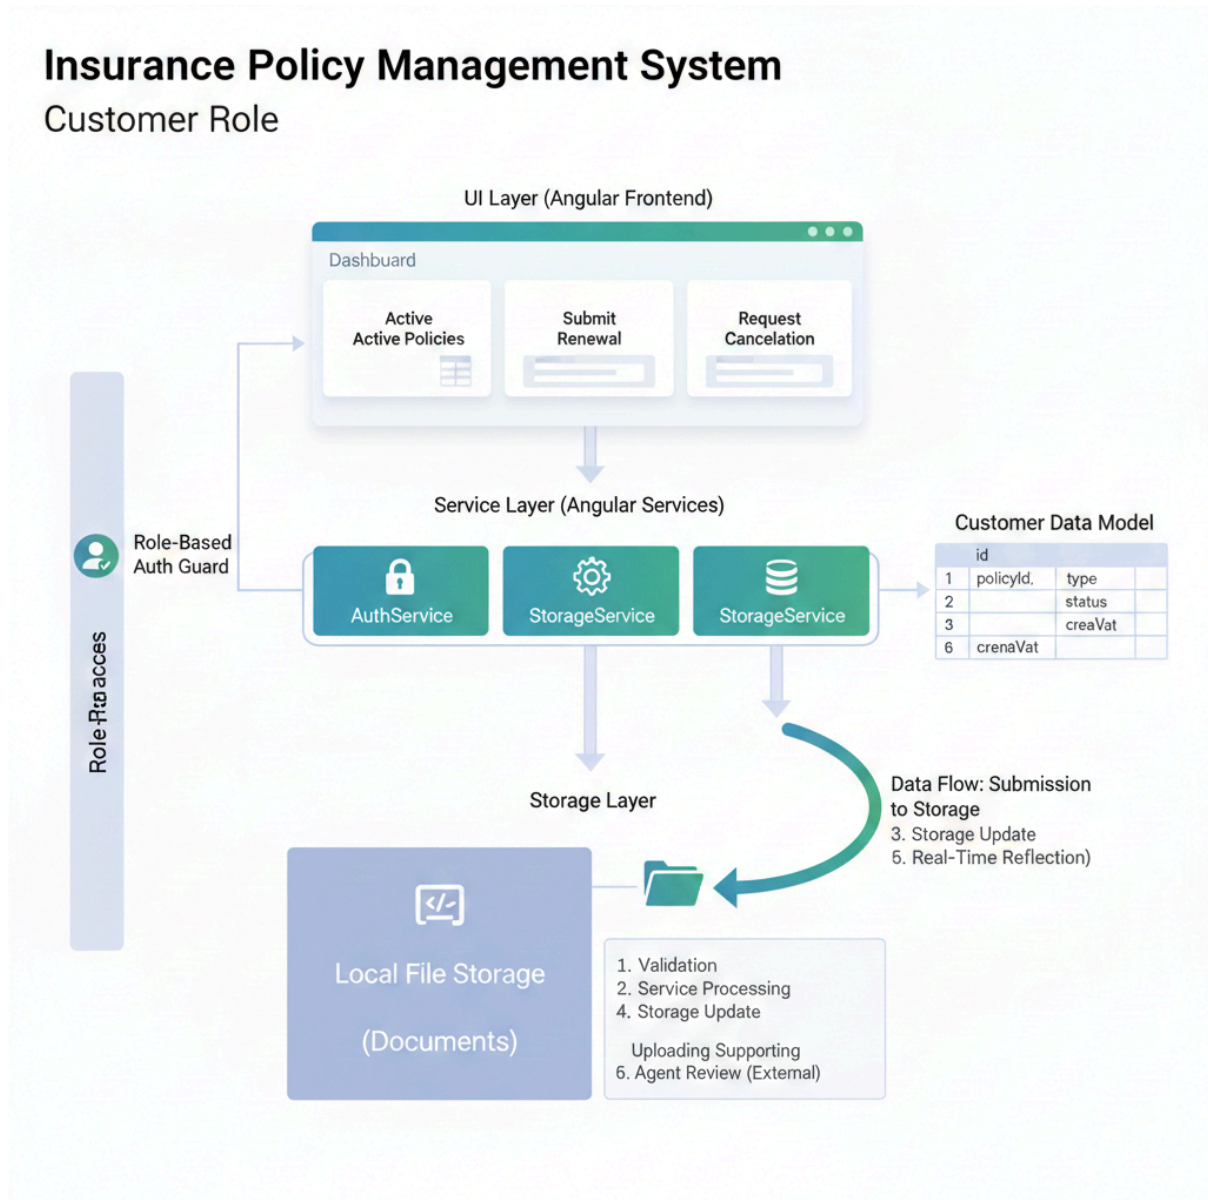 Insurance Policy Management System
Customer Role
UI Layer (Angular Frontend)
Dashbuard
Active
Active Policies
Submit
Renewal
Request
Cancelation
Service Layer (Angular Services)
Role-Based
Auth Guard
AuthService
StorageService
StorageService
Customer Data Model
id
1 policyId, type
2 status
3 creaVat
6 crenaVat
Storage Layer
Data Flow: Submission
to Storage
3. Storage Update
5. Real-Time Reflection)
Local File Storage
(Documents)
1. Validation
2. Service Processing
4. Storage Update
Uploading Supporting
6. Agent Review (External)